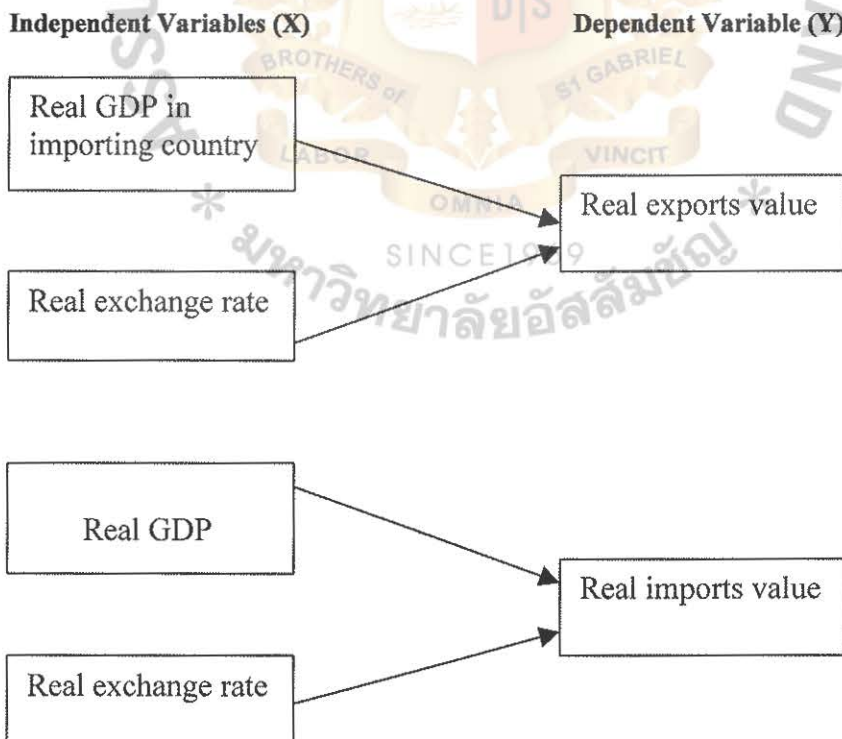 Independent Variables (X)
Dependent Variable (Y)
D S
BROTHERS of
ST GABRIEL
Real GDP in
importing country
LABOR
VINCIT
OMNIA
Real exports value
SINCE1969
มหาวิทยาลัยอัสสัมชัญ
Real exchange rate
Real GDP
Real imports value
Real exchange rate